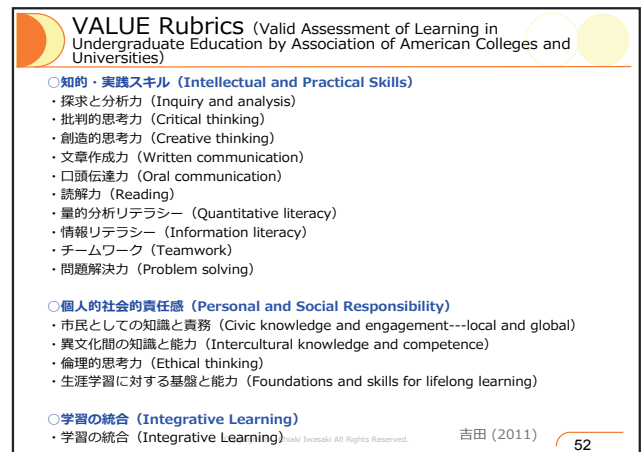 VALUE Rubrics（Valid Assessment of Learning in
Undergraduate Education by Association of American Colleges and
Universities）
○知的・実践スキル（Intellectual and Practical Skills）
・探求と分析力（Inquiry and analysis）
・批判的思考力（Critical thinking）
・創造的思考力（Creative thinking）
・文章作成力（Written communication）
・口頭伝達力（Oral communication）
・読解力（Reading）
・量的分析リテラシー（Quantitative literacy）
・情報リテラシー（Information literacy）
・チームワーク（Teamwork）
・問題解決力（Problem solving）
○個人的社会的責任感（Personal and Social Responsibility）
・市民としての知識と責務（Civic knowledge and engagement---local and global）
・異文化間の知識と能力（Intercultural knowledge and competence）
・倫理的思考力（Ethical thinking）
・生涯学習に対する基盤と能力（Foundations and skills for lifelong learning）
○学習の統合（Integrative Learning）
・学習の統合（Integrative Learning）
Iwasaki All Rights Reserved.
吉田 (2011)
52